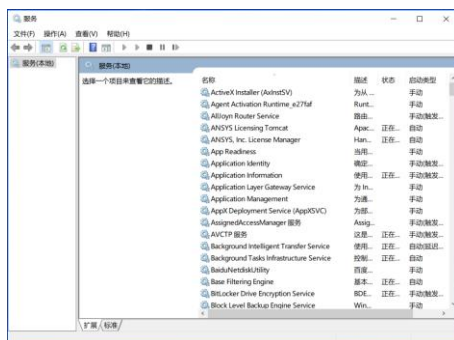 服务
文件(F) 操作(A) 查看(V) 帮助(H)
服务(本地)
服务(本地)
选择一个项目来查看它的描述。
名称 描述 状态 启动类型
ActiveX Installer (AxInstSV) 为从 ... 手动
Agent Activation Runtime_e27faf Runt... 手动
AllJoyn Router Service 路由... 手动(触发...
ANSYS Licensing Tomcat Apac... 正在... 自动
ANSYS, Inc. License Manager Han... 正在... 自动
App Readiness 当用... 手动
Application Identity 确定... 手动(触发...
Application Information 使用... 正在... 手动(触发...
Application Layer Gateway Service 为 In... 手动
Application Management 为通... 手动
AppX Deployment Service (AppXSVC) 为部... 手动
AssignedAccessManager 服务 Assig... 手动(触发...
AVCTP 服务 这是... 正在... 手动(触发...
Background Intelligent Transfer Service 使用... 正在... 自动(延迟...
Background Tasks Infrastructure Service 控制... 正在... 自动
BaiduNetdiskUtility 百度... 手动
Base Filtering Engine 基本... 正在... 自动
BitLocker Drive Encryption Service BDE... 正在... 手动(触发...
Block Level Backup Engine Service Win... 手动
扩展 标准